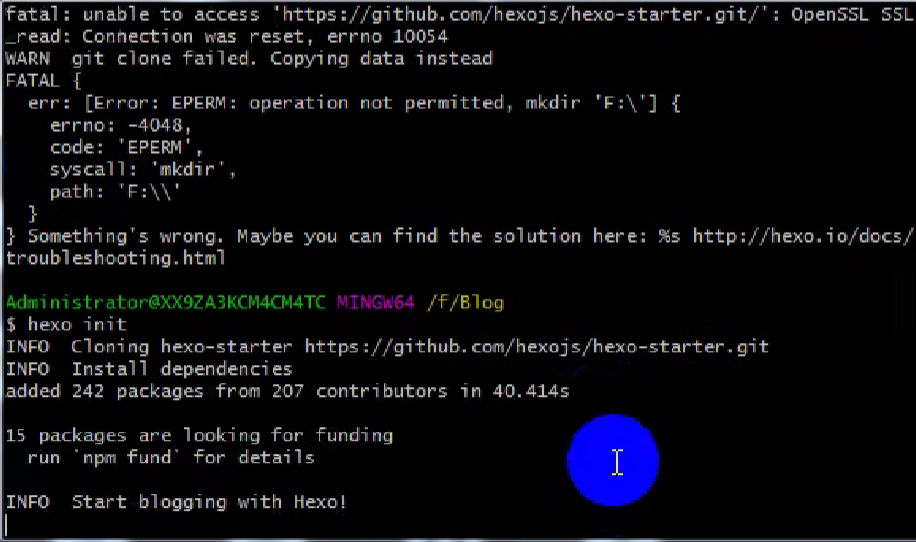 fatal: unable to access 'https://github.com/hexojs/hexo-starter.git/': OpenSSL SSL
_read: Connection was reset, errno 10054
WARN  git clone failed. Copying data instead
FATAL {
  err: [Error: EPERM: operation not permitted, mkdir 'F:\'] {
    errno: -4048,
    code: 'EPERM',
    syscall: 'mkdir',
    path: 'F:\\'
  }
} Something's wrong. Maybe you can find the solution here: %s http://hexo.io/docs/
troubleshooting.html
Administrator@XX9ZA3KCM4CM4TC MINGW64 /f/Blog
$ hexo init
INFO  Cloning hexo-starter https://github.com/hexojs/hexo-starter.git
INFO  Install dependencies
added 242 packages from 207 contributors in 40.414s
15 packages are looking for funding
  run `npm fund` for details
INFO  Start blogging with Hexo!